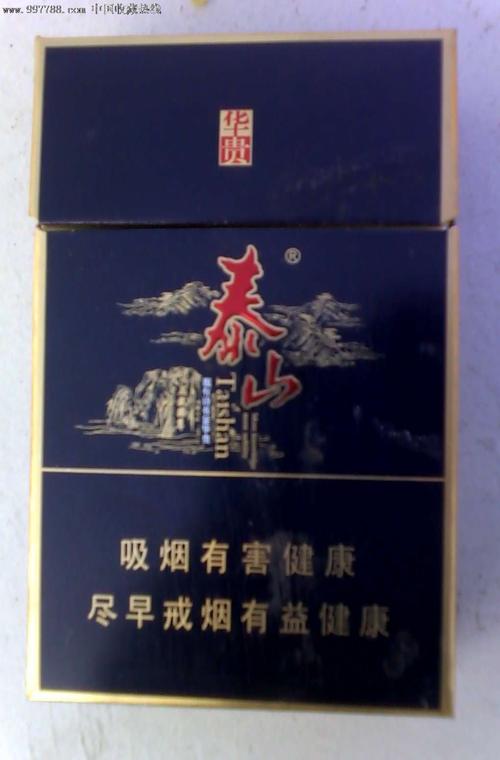 www.997788.com 中国收藏热线
华贵
泰山
®
Taishan
吸烟有害健康
尽早戒烟有益健康